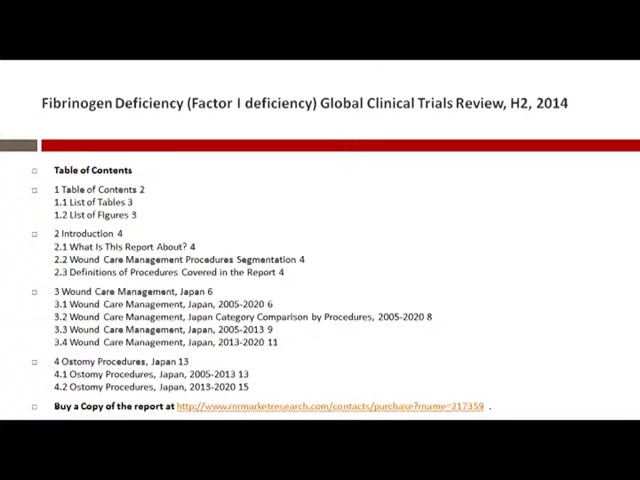 Fibrinogen Deficiency (Factor I deficiency) Global Clinical Trials Review, H2, 2014
Table of Contents
1 Table of Contents 2
1.1 List of Tables 3
1.2 List of Figures 3
2 Introduction 4
2.1 What Is This Report About? 4
2.2 Wound Care Management Procedures Segmentation 4
2.3 Definitions of Procedures Covered in the Report 4
3 Wound Care Management, Japan 6
3.1 Wound Care Management, Japan, 2005-2020 6
3.2 Wound Care Management, Japan Category Comparison by Procedures, 2005-2020 8
3.3 Wound Care Management, Japan, 2005-2013 9
3.4 Wound Care Management, Japan, 2013-2020 11
4 Ostomy Procedures, Japan 13
4.1 Ostomy Procedures, Japan, 2005-2013 13
4.2 Ostomy Procedures, Japan, 2013-2020 15
Buy a Copy of the report at http://www.rnrmarketresearch.com/contacts/purchase?rname=217359 .